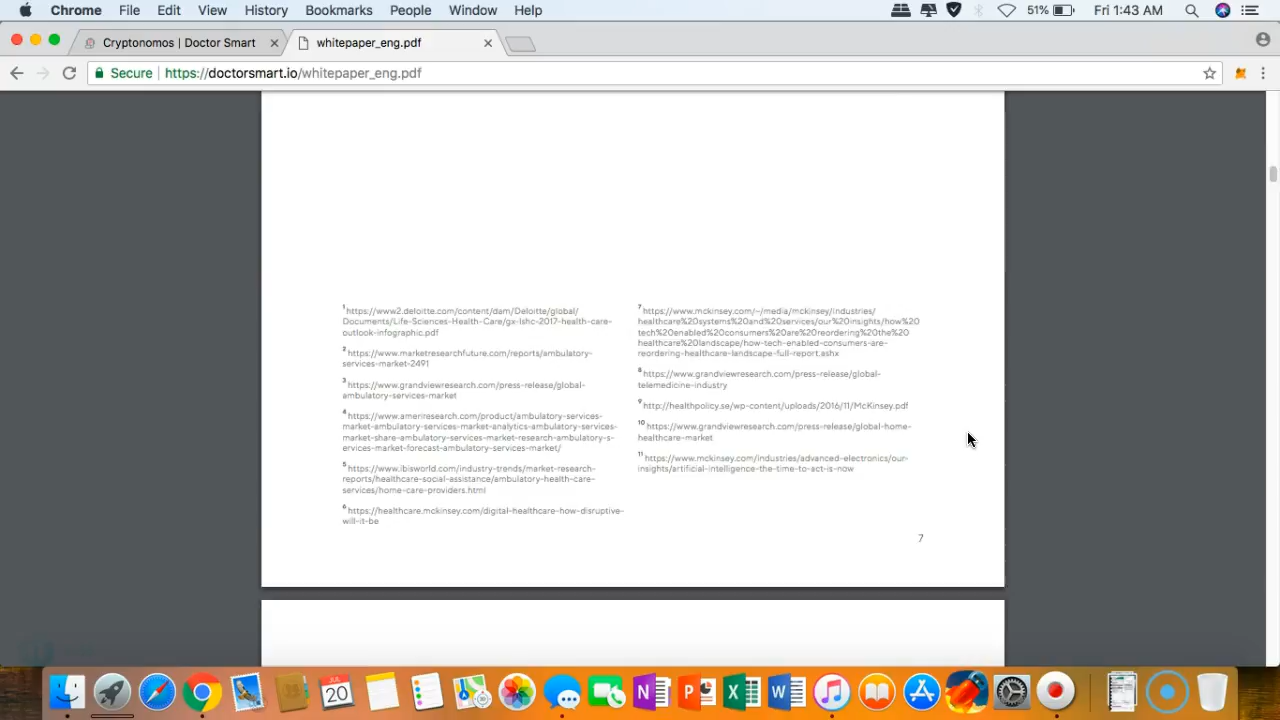 Chrome File Edit View History Bookmarks People Window Help 51% Fri 1:43 AM
Cryptonomos | Doctor Smart
whitepaper_eng.pdf
Secure https://doctorsmart.io/whitepaper_eng.pdf
1 https://www2.deloitte.com/content/dam/Deloitte/global/
Documents/Life-Sciences-Health-Care/gx-lshc-2017-health-care-
outlook-infographic.pdf
2 https://www.marketresearchfuture.com/reports/ambulatory-
services-market-2491
3 https://www.grandviewresearch.com/press-release/global-
ambulatory-services-market
4 https://www.ameriresearch.com/product/ambulatory-services-
market-ambulatory-services-market-analytics-ambulatory-services-
market-share-ambulatory-services-market-research-ambulatory-s-
ervices-market-forecast-ambulatory-services-market/
5 https://www.ibisworld.com/industry-trends/market-research-
reports/healthcare-social-assistance/ambulatory-health-care-
services/home-care-providers.html
6 https://healthcare.mckinsey.com/digital-healthcare-how-disruptive-
will-it-be
7 https://www.mckinsey.com/~/media/mckinsey/industries/
healthcare%20systems%20and%20services/our%20insights/how%20
tech%20enabled%20consumers%20are%20reordering%20the%20
healthcare%20landscape/how-tech-enabled-consumers-are-
reordering-healthcare-landscape-full-report.ashx
8 https://www.grandviewresearch.com/press-release/global-
telemedicine-industry
9 http://healthpolicy.se/wp-content/uploads/2016/11/McKinsey.pdf
10 https://www.grandviewresearch.com/press-release/global-home-
healthcare-market
11 https://www.mckinsey.com/industries/advanced-electronics/our-
insights/artificial-intelligence-the-time-to-act-is-now
7
JUL
20
N
P
X
W